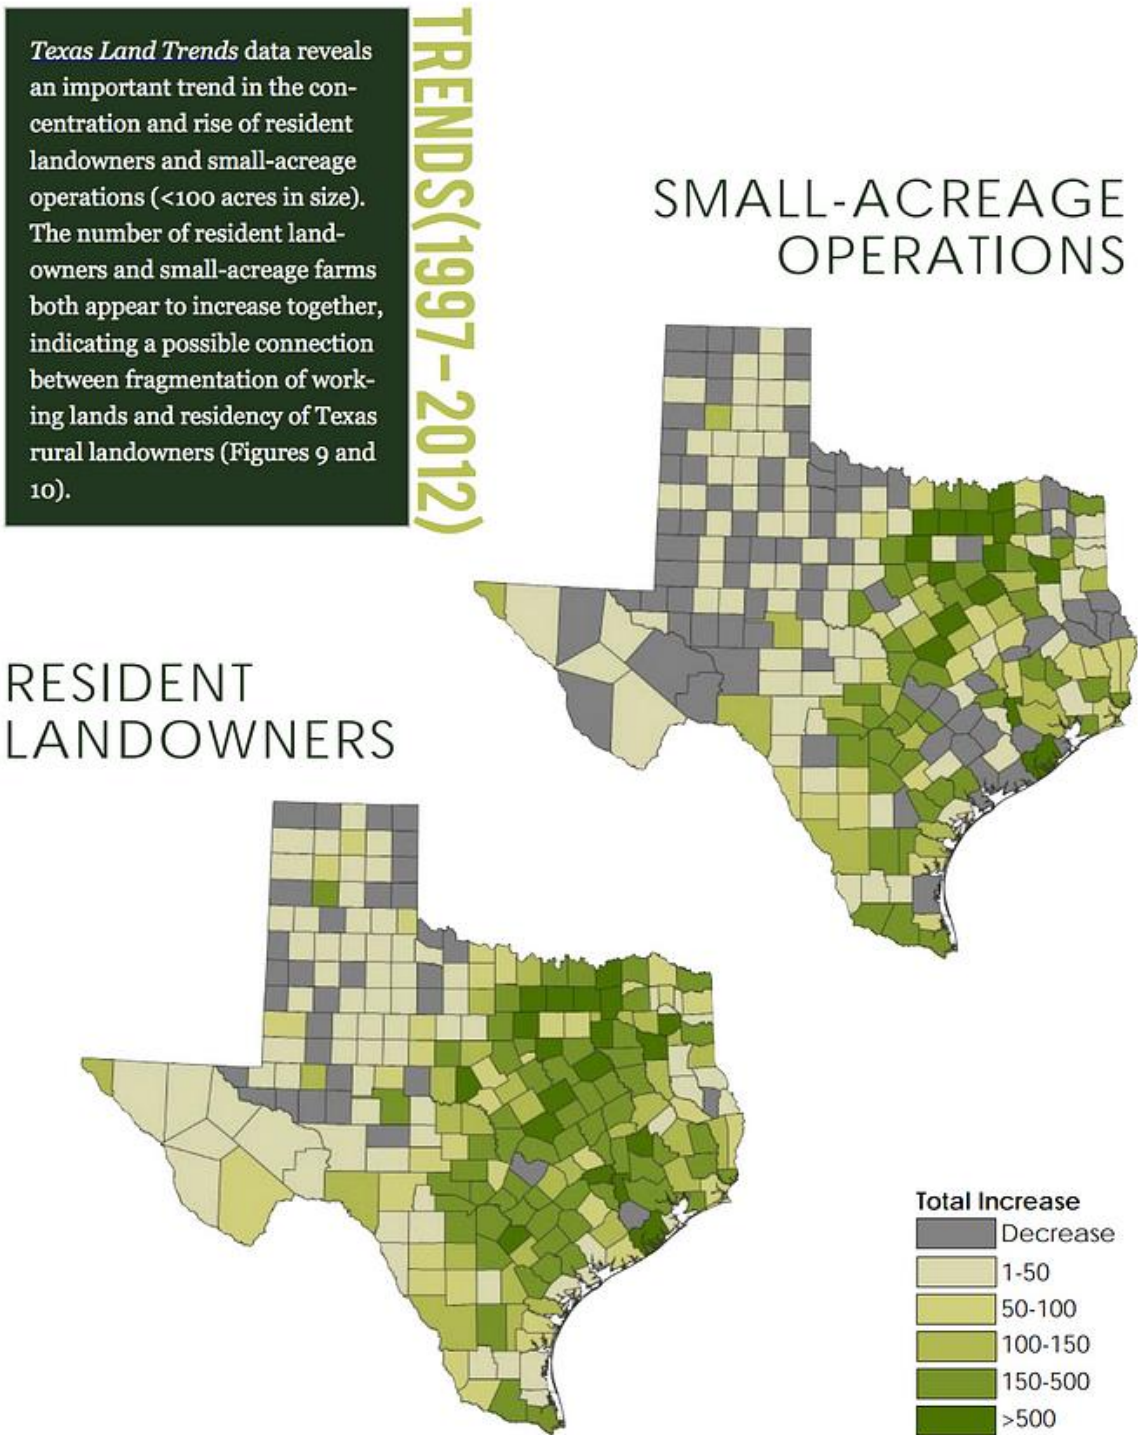 Texas Land Trends data reveals
an important trend in the con-
centration and rise of resident
landowners and small-acreage
operations (<100 acres in size).
The number of resident land-
owners and small-acreage farms
both appear to increase together,
indicating a possible connection
between fragmentation of work-
ing lands and residency of Texas
rural landowners (Figures 9 and
10).
TRENDS(1997–2012)
SMALL-ACREAGE
OPERATIONS
RESIDENT
LANDOWNERS
Total Increase
Decrease
1-50
50-100
100-150
150-500
>500